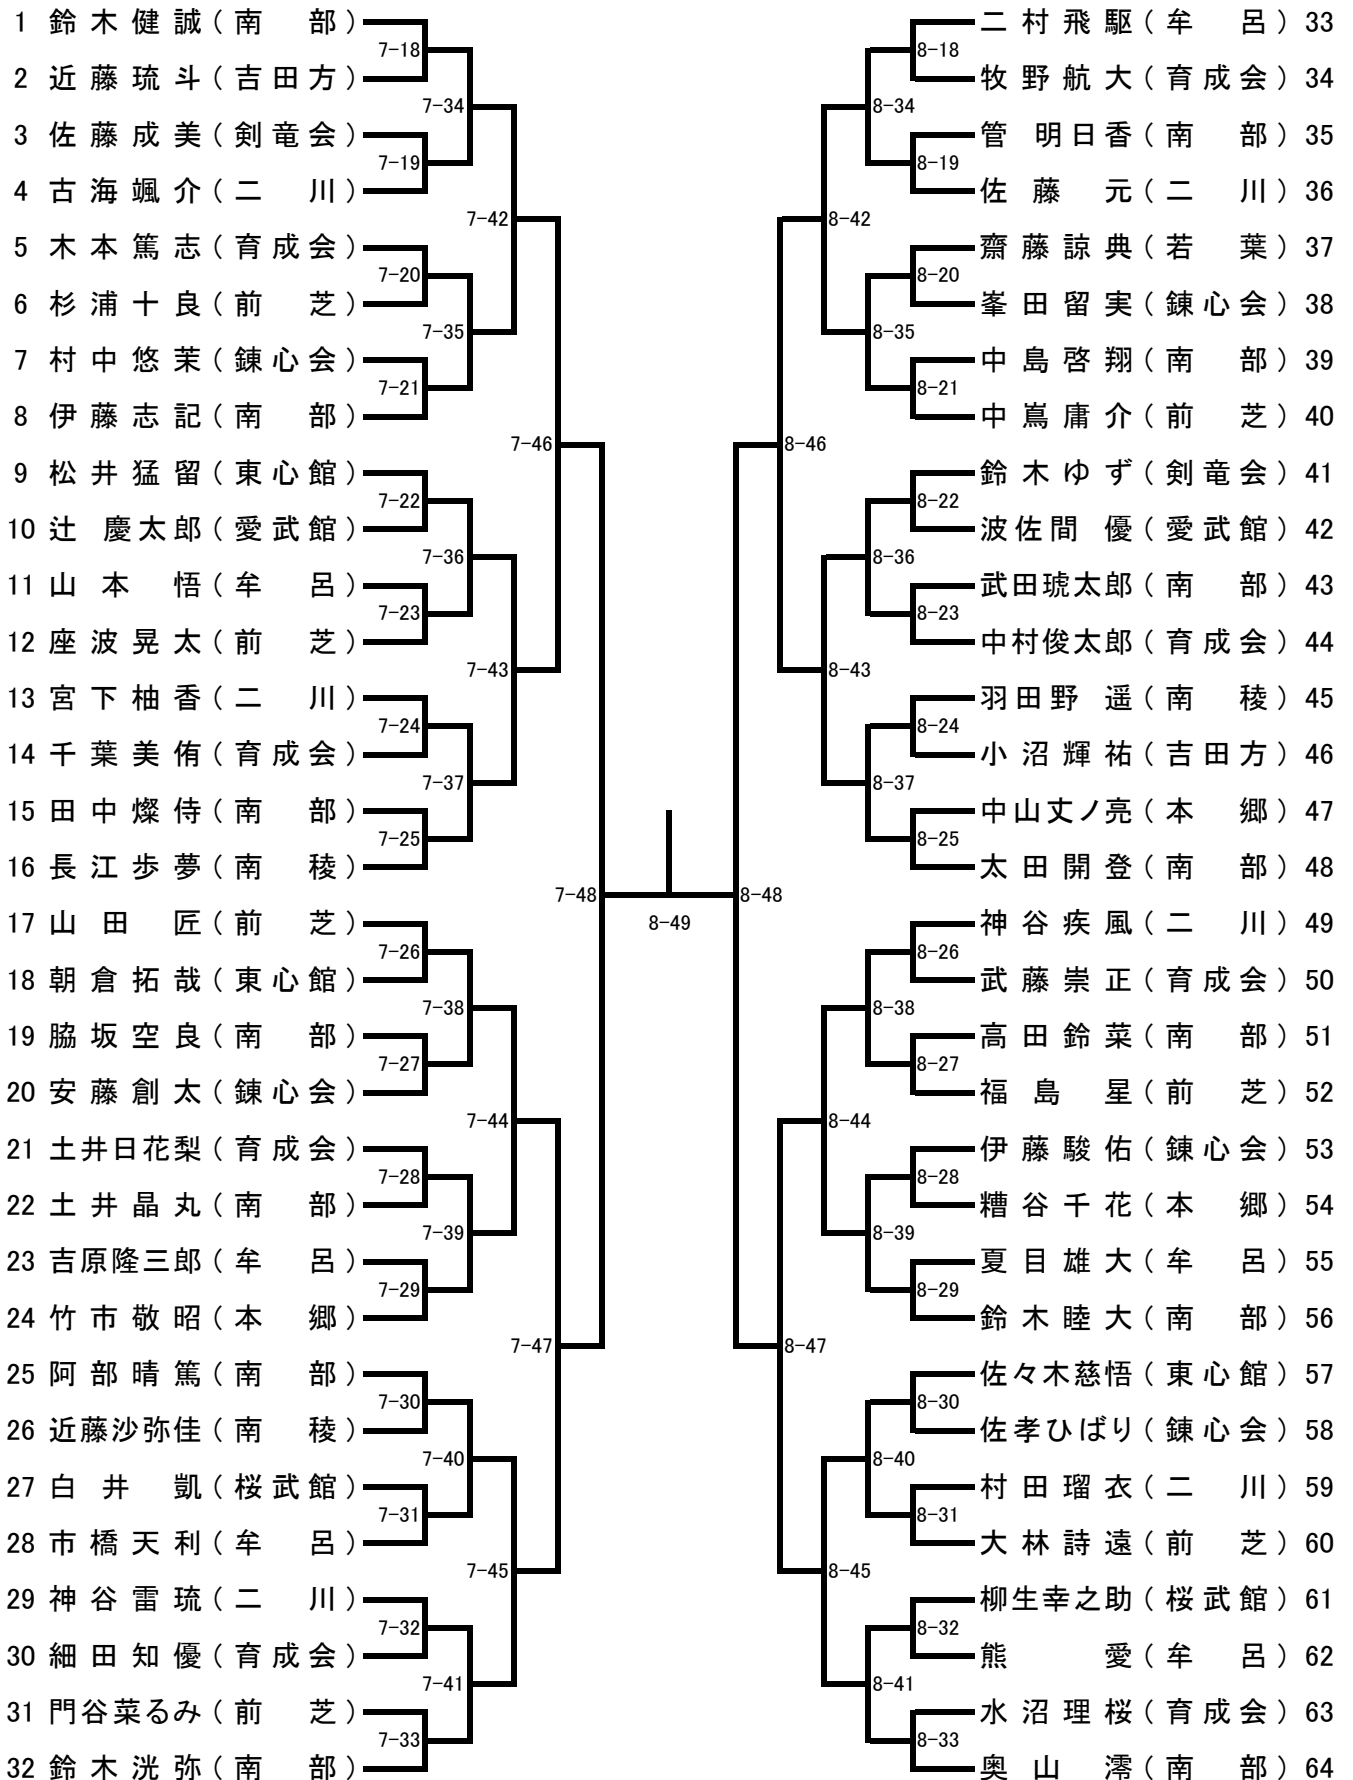 1 鈴木健誠(南 部)
7-18
2 近藤琉斗(吉田方)
7-34
3 佐藤成美(剣竜会)
7-19
4 古海颯介(二 川)
7-42
5 木本篤志(育成会)
7-20
6 杉浦十良(前 芝)
7-35
7 村中悠茉(錬心会)
7-21
8 伊藤志記(南 部)
7-46
9 松井猛留(東心館)
7-22
10 辻 慶太郎(愛武館)
7-36
11 山本 悟(牟 呂)
7-23
12 座波晃太(前 芝)
7-43
13 宮下柚香(二 川)
7-24
14 千葉美侑(育成会)
7-37
15 田中燦侍(南 部)
7-25
16 長江歩夢(南 稜)
7-48
17 山田 匠(前 芝)
7-26
18 朝倉拓哉(東心館)
7-38
19 脇坂空良(南 部)
7-27
20 安藤創太(錬心会)
7-44
21 土井日花梨(育成会)
7-28
22 土井晶丸(南 部)
7-39
23 吉原隆三郎(牟 呂)
7-29
24 竹市敬昭(本 郷)
7-47
25 阿部晴篤(南 部)
7-30
26 近藤沙弥佳(南 稜)
7-40
27 白井 凱(桜武館)
7-31
28 市橋天利(牟 呂)
7-45
29 神谷雷琉(二 川)
7-32
30 細田知優(育成会)
7-41
31 門谷菜るみ(前 芝)
7-33
32 鈴木洸弥(南 部)
8-49
二村飛駆(牟 呂)33
8-18
牧野航大(育成会)34
8-34
管 明日香(南 部)35
8-19
佐藤 元(二 川)36
8-42
齋藤諒典(若 葉)37
8-20
峯田留実(錬心会)38
8-35
中島啓翔(南 部)39
8-21
中嶌庸介(前 芝)40
8-46
鈴木ゆず(剣竜会)41
8-22
波佐間 優(愛武館)42
8-36
武田琥太郎(南 部)43
8-23
中村俊太郎(育成会)44
8-43
羽田野 遥(南 稜)45
8-24
小沼輝祐(吉田方)46
8-37
中山丈ノ亮(本 郷)47
8-25
太田開登(南 部)48
8-48
神谷疾風(二 川)49
8-26
武藤崇正(育成会)50
8-38
高田鈴菜(南 部)51
8-27
福島 星(前 芝)52
8-44
伊藤駿佑(錬心会)53
8-28
糟谷千花(本 郷)54
8-39
夏目雄大(牟 呂)55
8-29
鈴木睦大(南 部)56
8-47
佐々木慈悟(東心館)57
8-30
佐孝ひばり(錬心会)58
8-40
村田瑠衣(二 川)59
8-31
大林詩遠(前 芝)60
8-45
柳生幸之助(桜武館)61
8-32
熊 愛(牟 呂)62
8-41
水沼理桜(育成会)63
8-33
奥山 澪(南 部)64